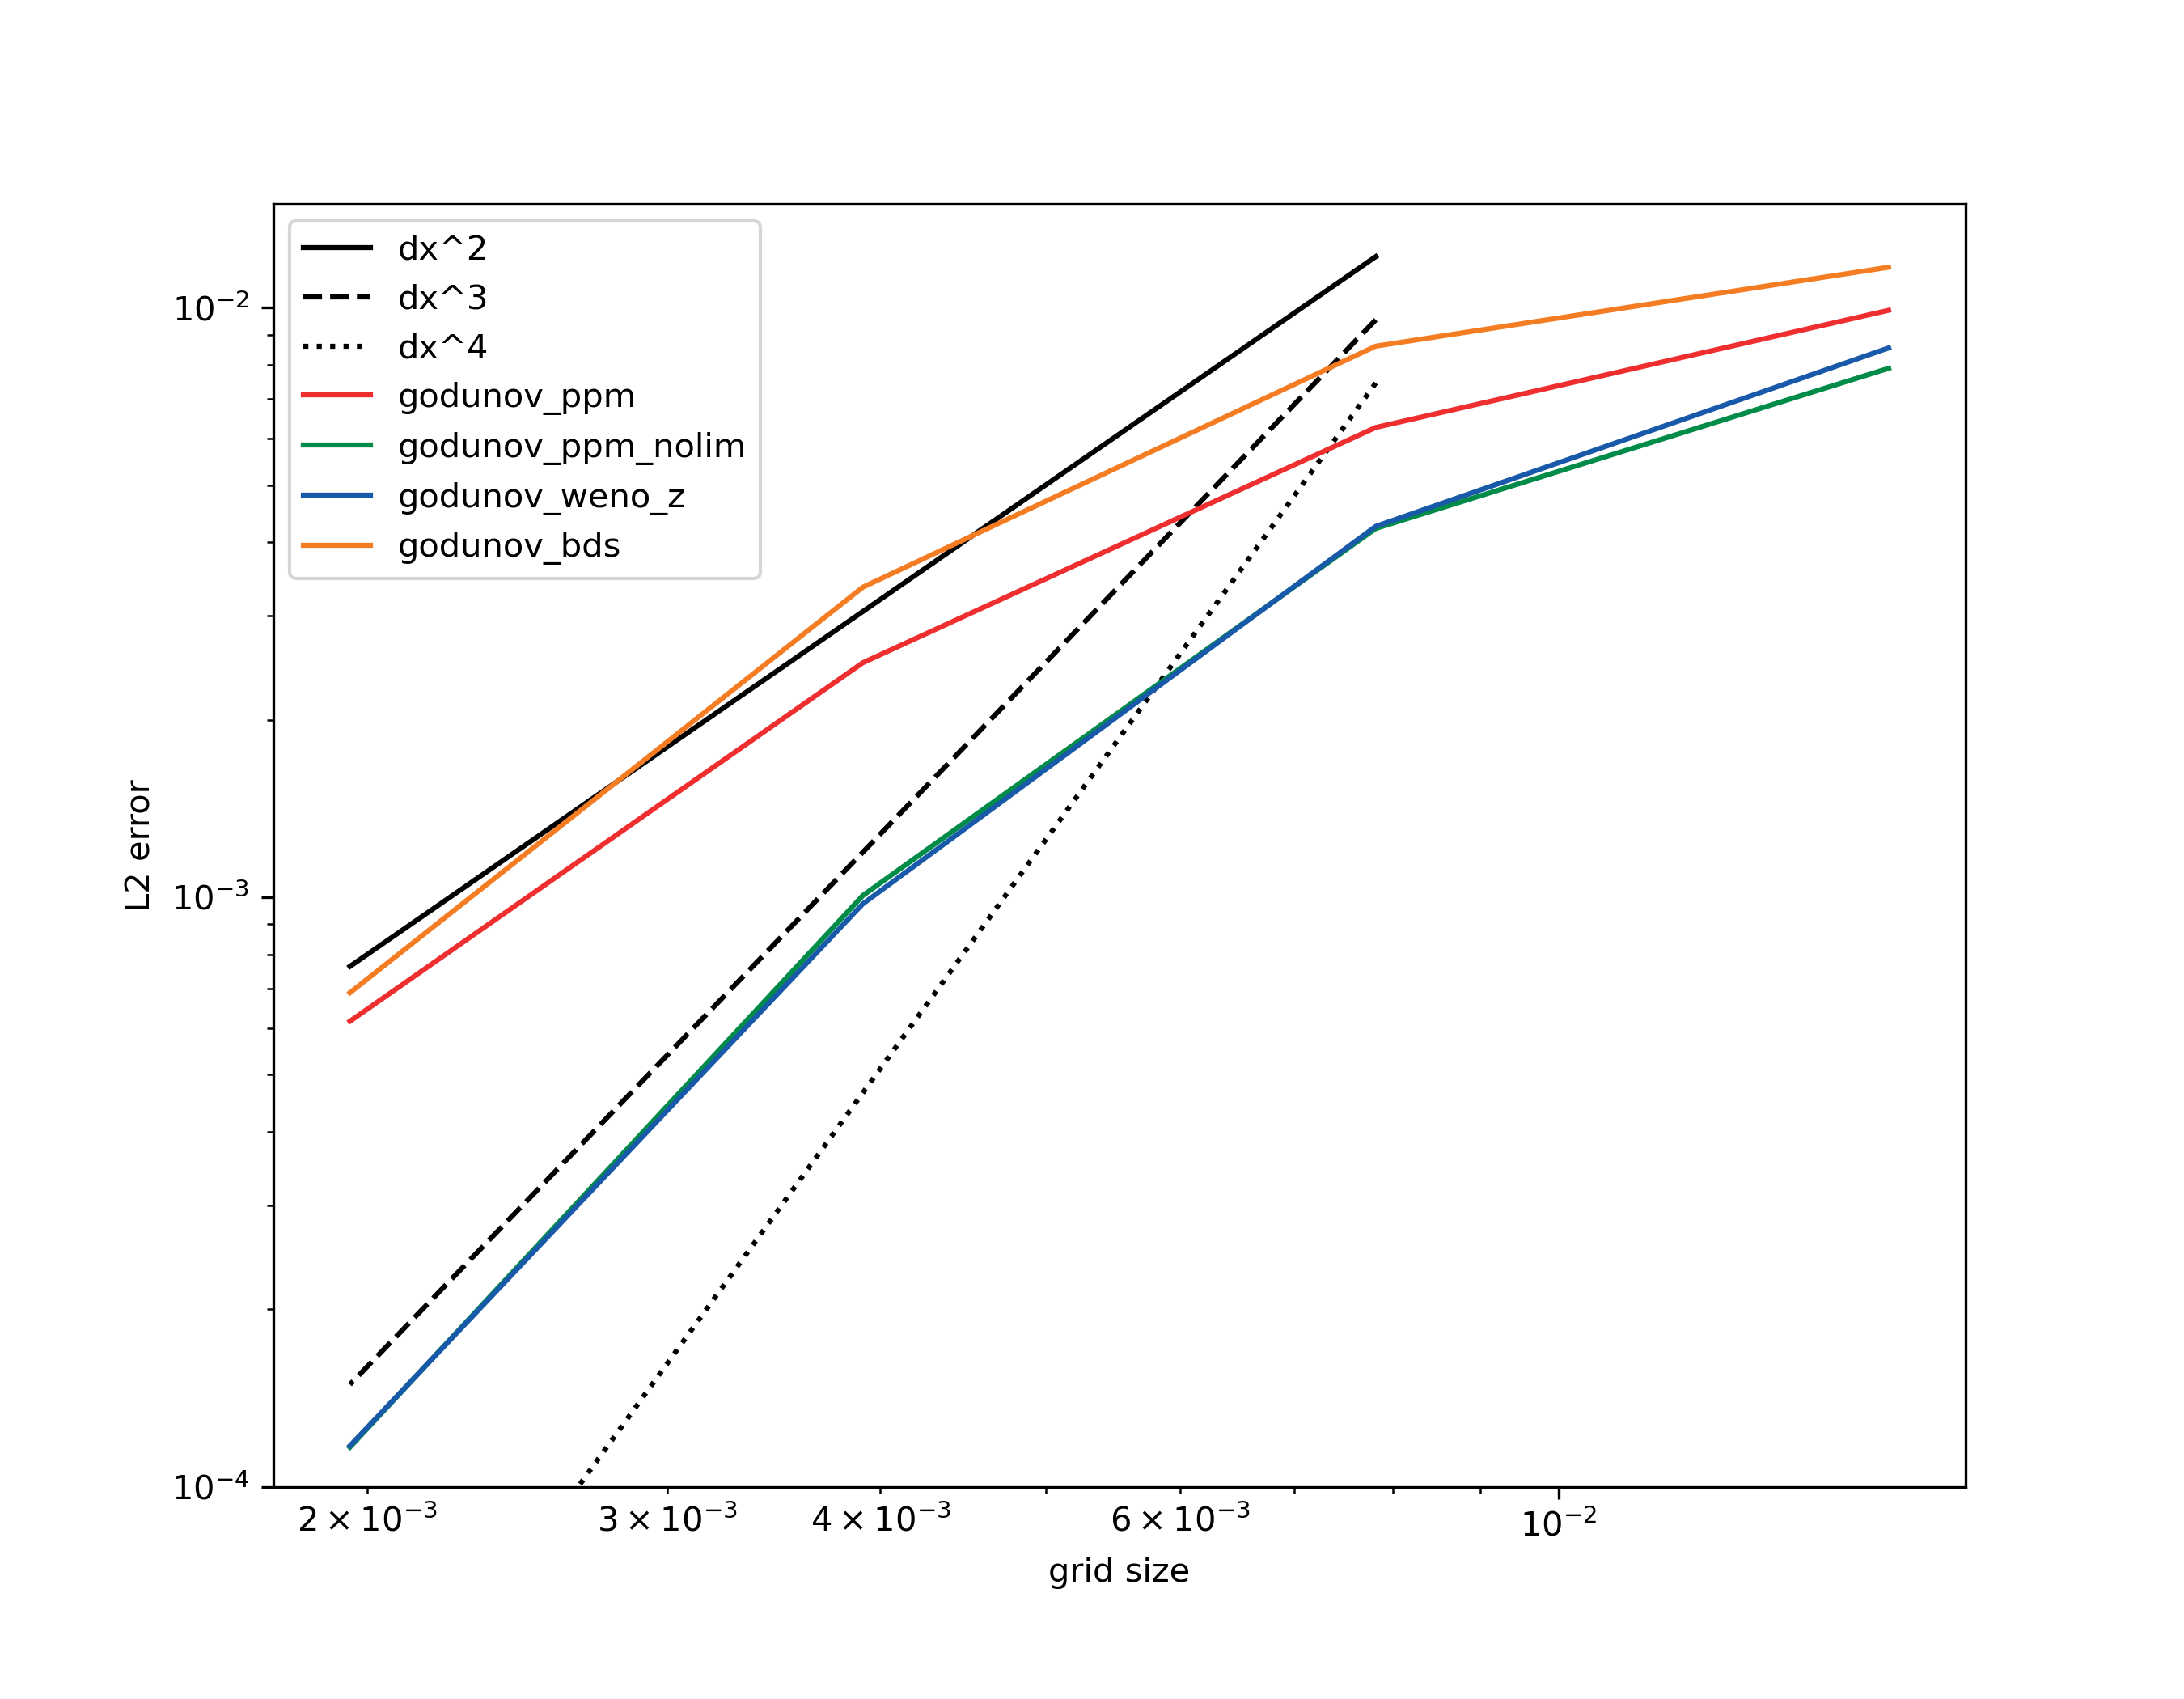 dx^2
dx^3
dx^4
godunov_ppm
godunov_ppm_nolim
godunov_weno_z
godunov_bds
10⁻²
10⁻³
10⁻⁴
L2 error
2 × 10⁻³ 3 × 10⁻³ 4 × 10⁻³ 6 × 10⁻³ 10⁻²
grid size